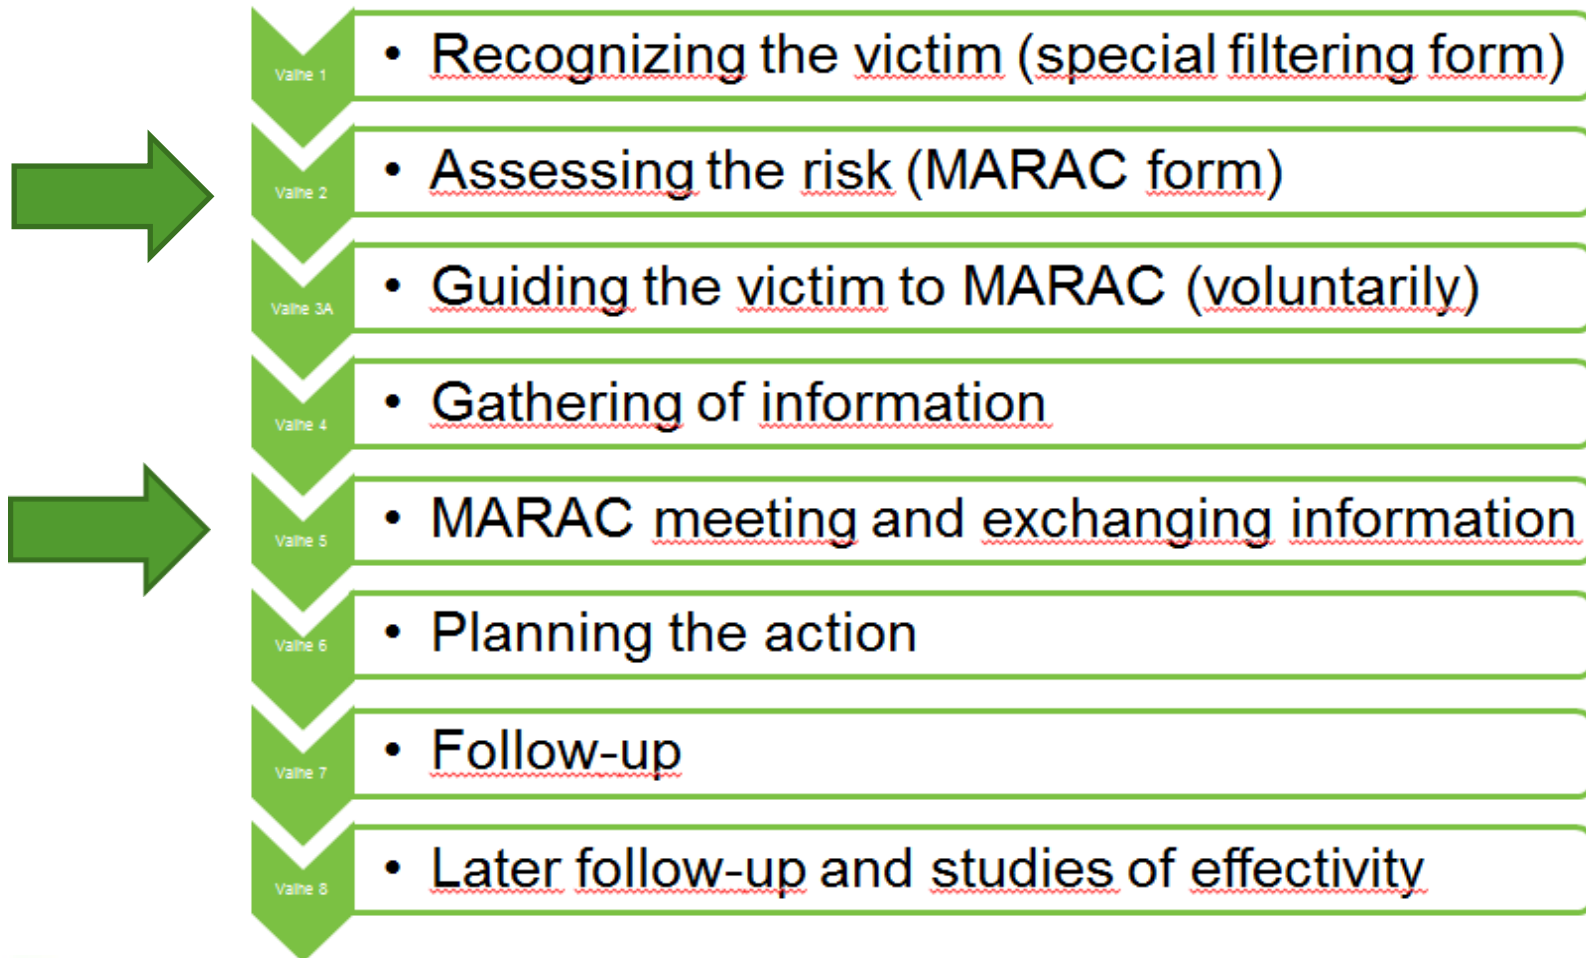 Vaihe 1
• Recognizing the victim (special filtering form)
Vaihe 2
• Assessing the risk (MARAC form)
Vaihe 3A
• Guiding the victim to MARAC (voluntarily)
Vaihe 4
• Gathering of information
Vaihe 5
• MARAC meeting and exchanging information
Vaihe 6
• Planning the action
Vaihe 7
• Follow-up
Vaihe 8
• Later follow-up and studies of effectivity